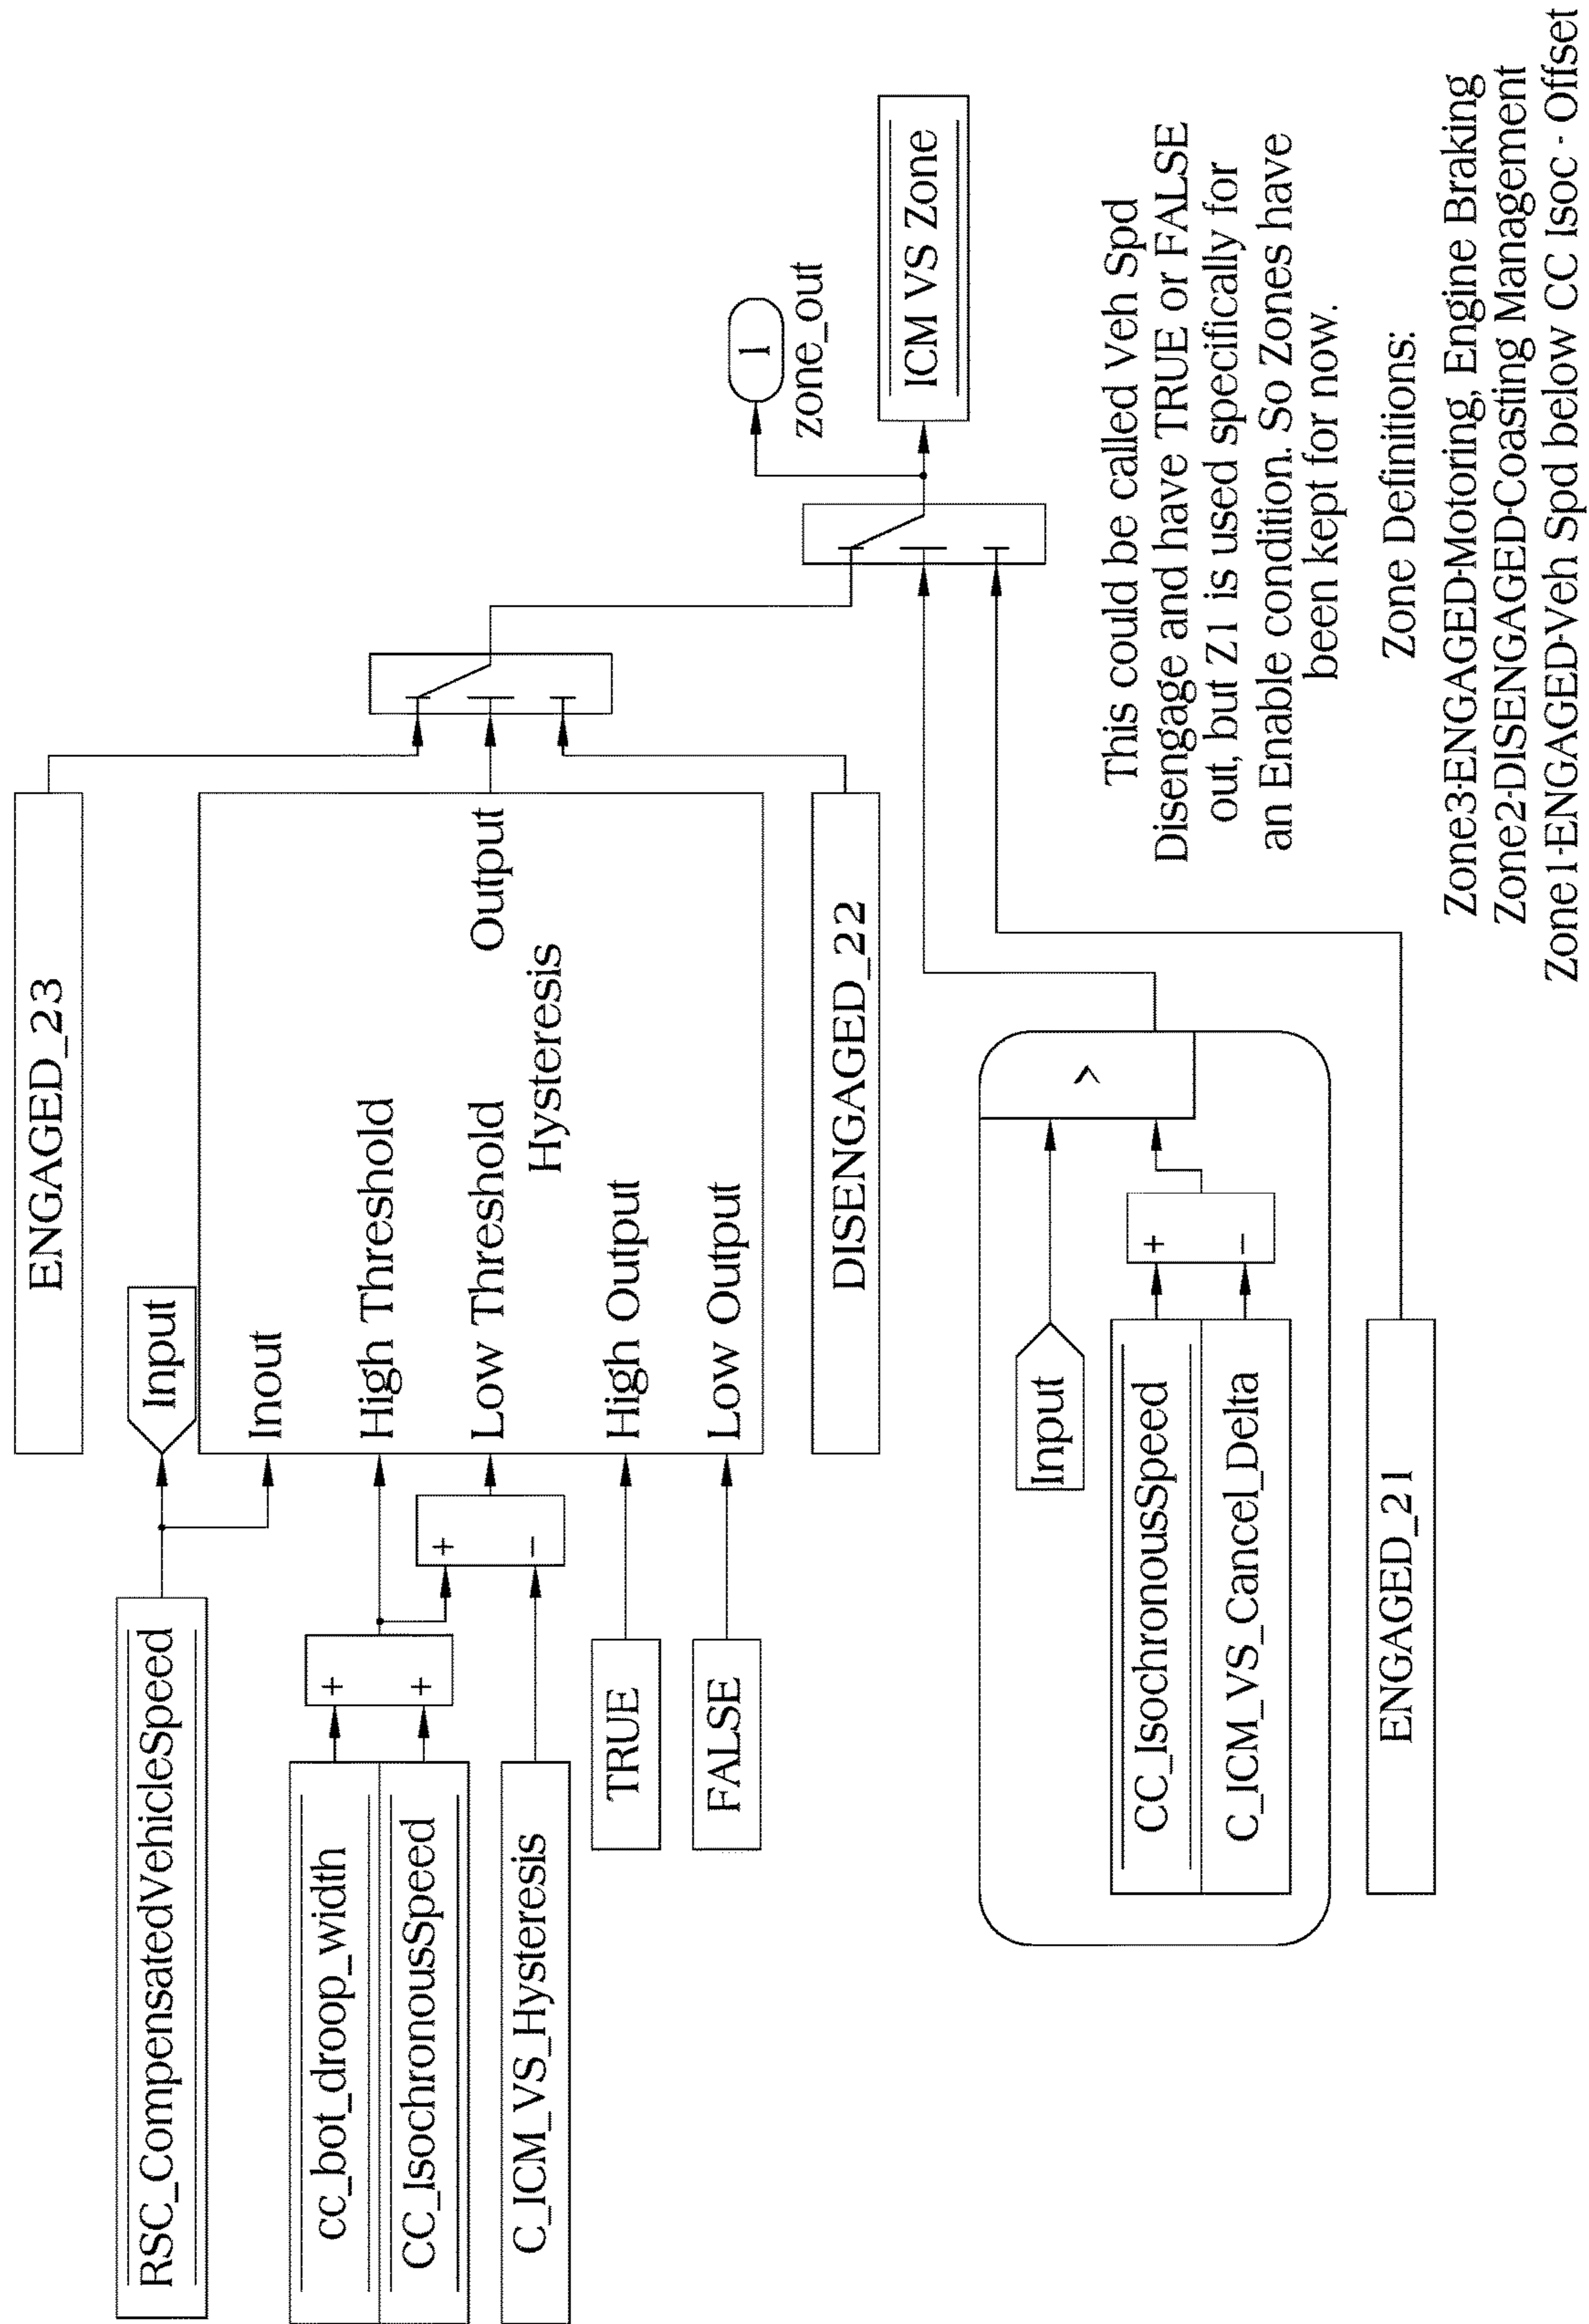 ENGAGED_23
RSC_CompensatedVehicleSpeed
Input
Inout
cc_bot_droop_width
+
CC_IsochronousSpeed
+
High Threshold
+
Low Threshold
Output
C_ICM_VS_Hysteresis
−
Hysteresis
TRUE
High Output
FALSE
Low Output
DISENGAGED_22
1
zone_out
ICM VS Zone
Input
>
CC_IsochronousSpeed
+
C_ICM_VS_Cancel_Delta
−
ENGAGED_21
This could be called Veh Spd
Disengage and have TRUE or FALSE
out, but Z1 is used specifically for
an Enable condition. So Zones have
been kept for now.
Zone Definitions:
Zone3-ENGAGED-Motoring, Engine Braking
Zone2-DISENGAGED-Coasting Management
Zone1-ENGAGED-Veh Spd below CC Isoc - Offset